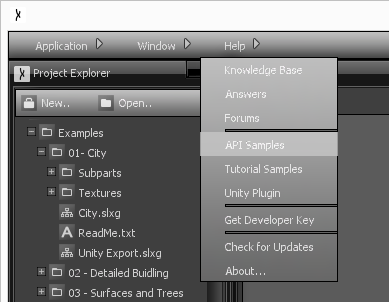 Application Window Help
Project Explorer
New.. Open..
Examples
01- City
Subparts
Textures
City.slxg
ReadMe.txt
Unity Export.slxg
02 - Detailed Buidling
03 - Surfaces and Trees
Knowledge Base
Answers
Forums
API Samples
Tutorial Samples
Unity Plugin
Get Developer Key
Check for Updates
About...